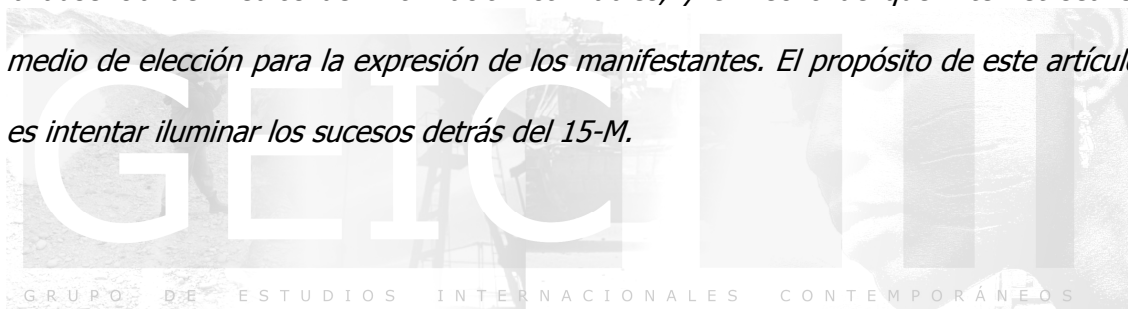 medio de elección para la expresión de los manifestantes. El propósito de este artículo
es intentar iluminar los sucesos detrás del 15-M.
GEIC
GRUPO DE ESTUDIOS INTERNACIONALES CONTEMPORÁNEOS